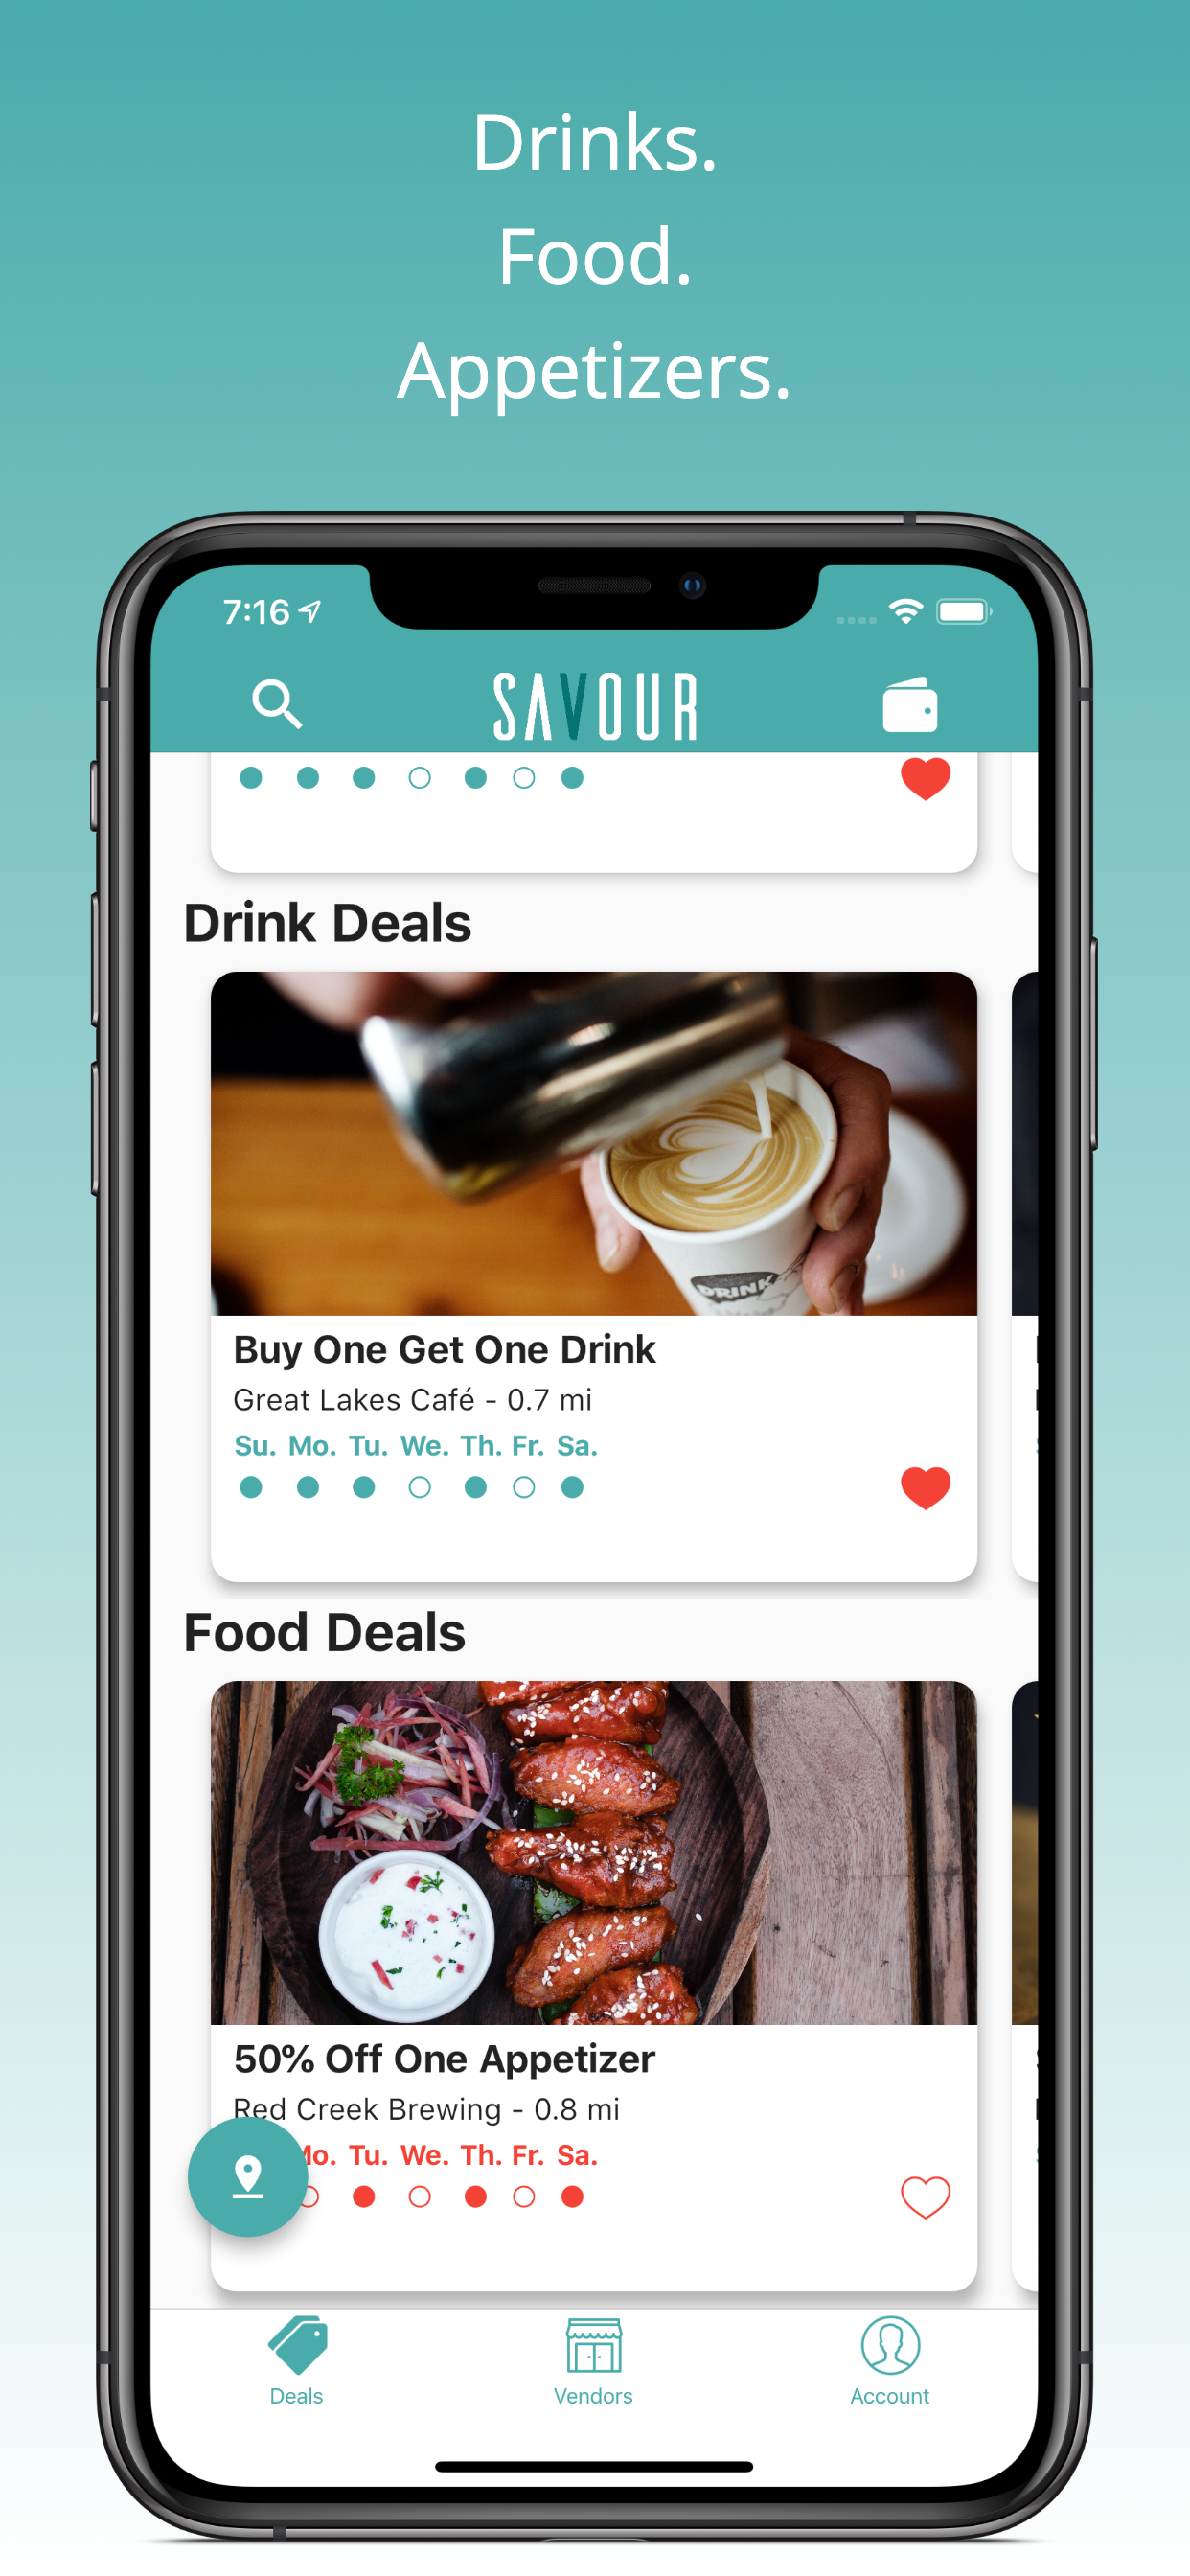 Drinks.
Food.
Appetizers.
7:16
SAVOUR
Drink Deals
DRINK
Buy One Get One Drink
Great Lakes Café - 0.7 mi
Su. Mo. Tu. We. Th. Fr. Sa.
Food Deals
50% Off One Appetizer
Red Creek Brewing - 0.8 mi
Mo. Tu. We. Th. Fr. Sa.
Deals
Vendors
Account